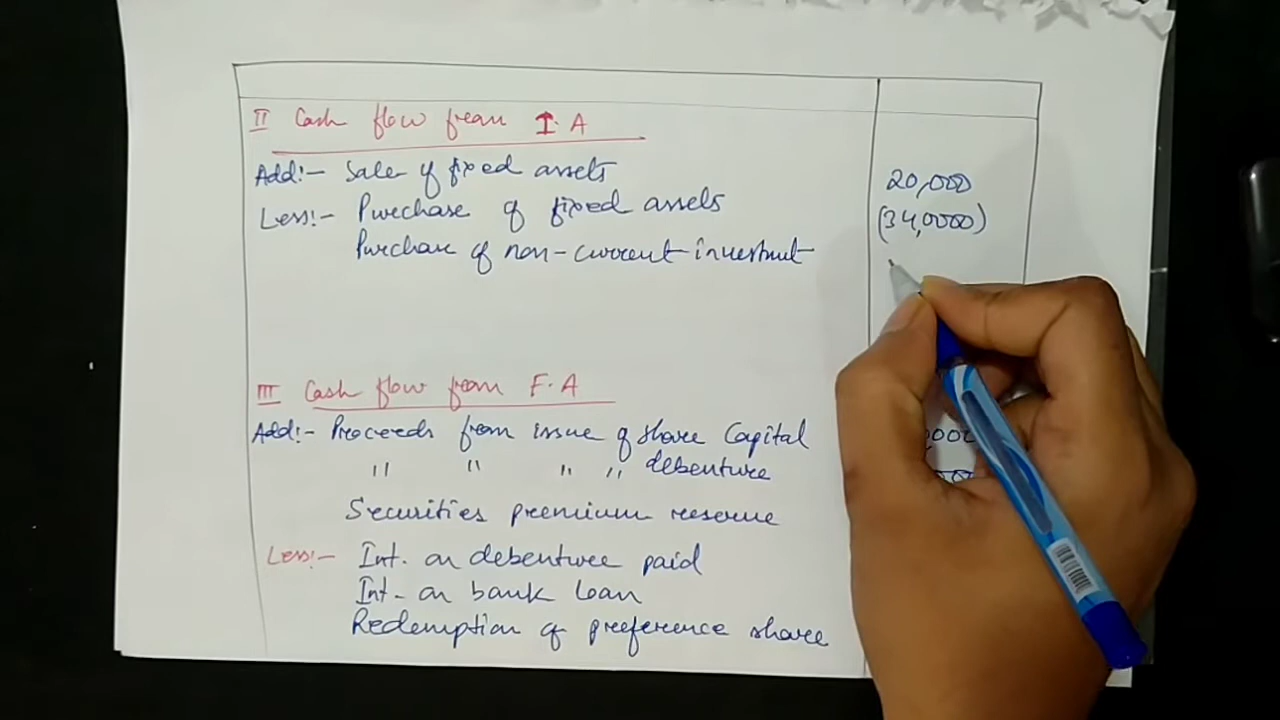 II Cash flow from I.A
Add:- Sale of fixed assets 20,000
Less:- Purchase of fixed assets (34,0000)
Purchase of non-current investment
III Cash flow from F.A
Add:- Proceeds from issue of share Capital
" " " " debenture
Securities premium reserve
Less:- Int. on debenture paid
Int- on bank loan
Redemption of preference share